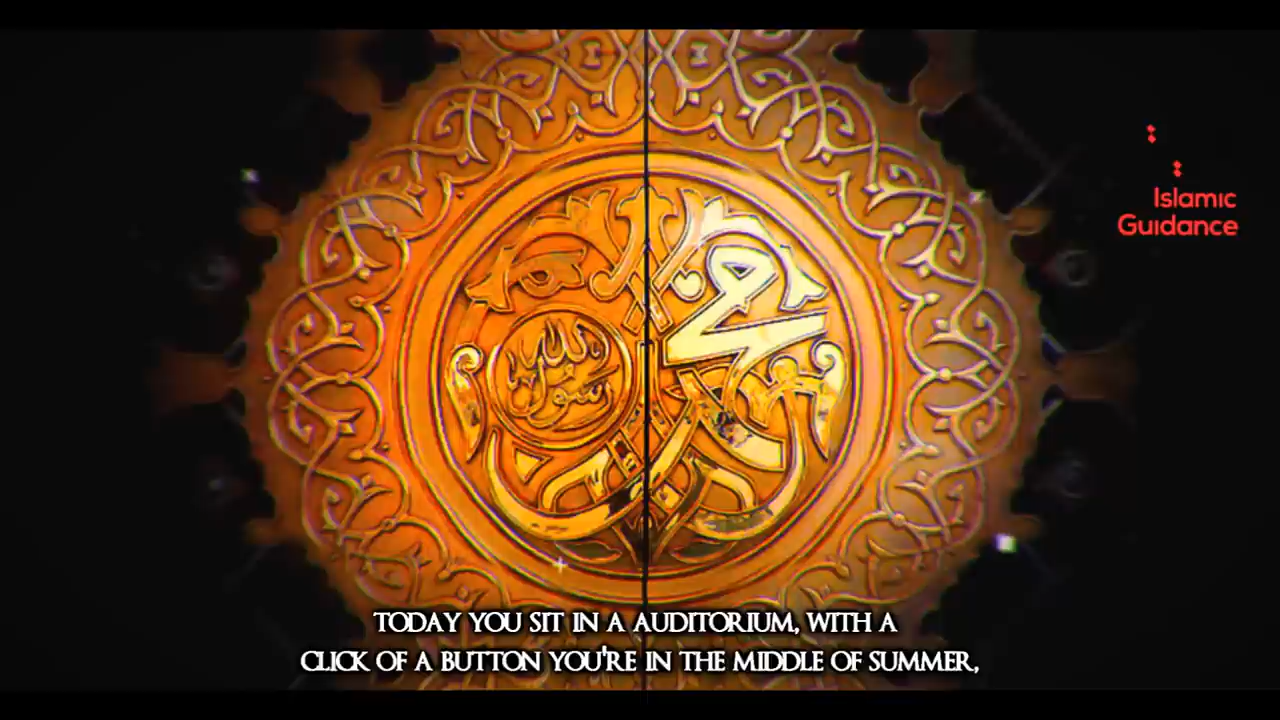 Islamic
Guidance
محمد
رسول
الله
TODAY YOU SIT IN A AUDITORIUM, WITH A
CLICK OF A BUTTON YOU'RE IN THE MIDDLE OF SUMMER,